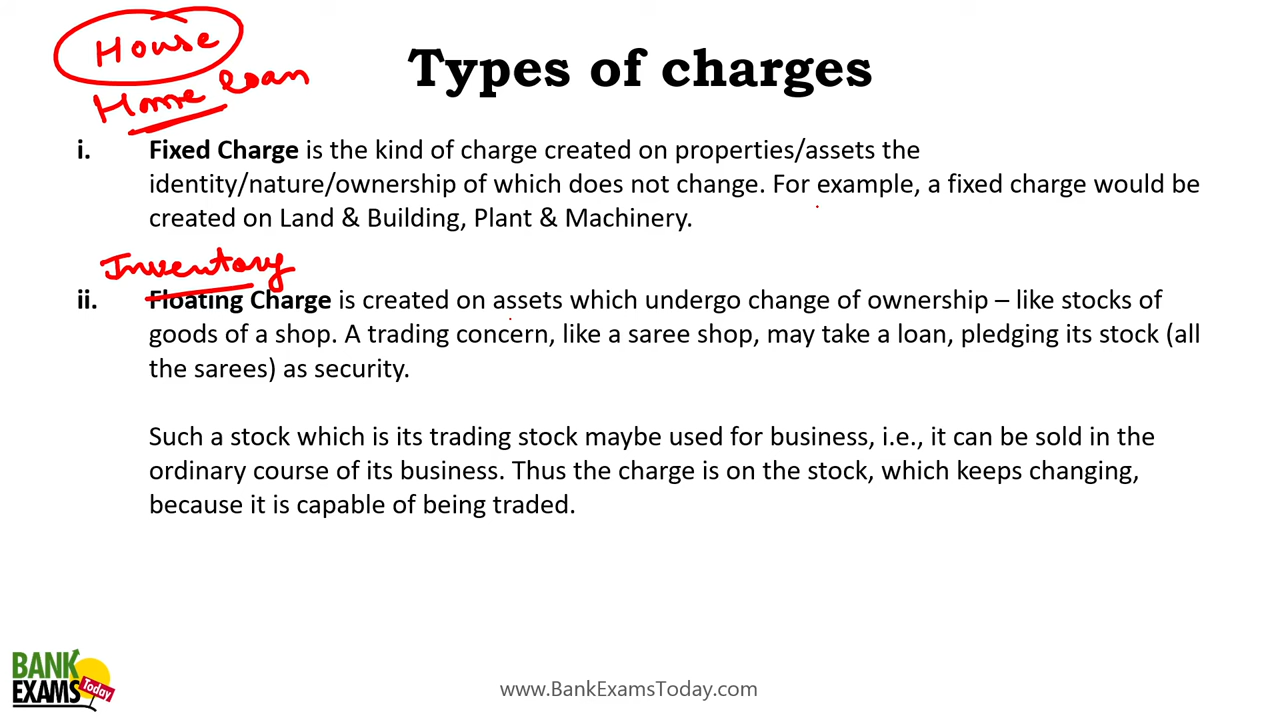 House
Home loan
Types of charges
i. Fixed Charge is the kind of charge created on properties/assets the
identity/nature/ownership of which does not change. For example, a fixed charge would be
created on Land & Building, Plant & Machinery.
Inventory
ii. Floating Charge is created on assets which undergo change of ownership – like stocks of
goods of a shop. A trading concern, like a saree shop, may take a loan, pledging its stock (all
the sarees) as security.
Such a stock which is its trading stock maybe used for business, i.e., it can be sold in the
ordinary course of its business. Thus the charge is on the stock, which keeps changing,
because it is capable of being traded.
BANK
EXAMS
Today
www.BankExamsToday.com